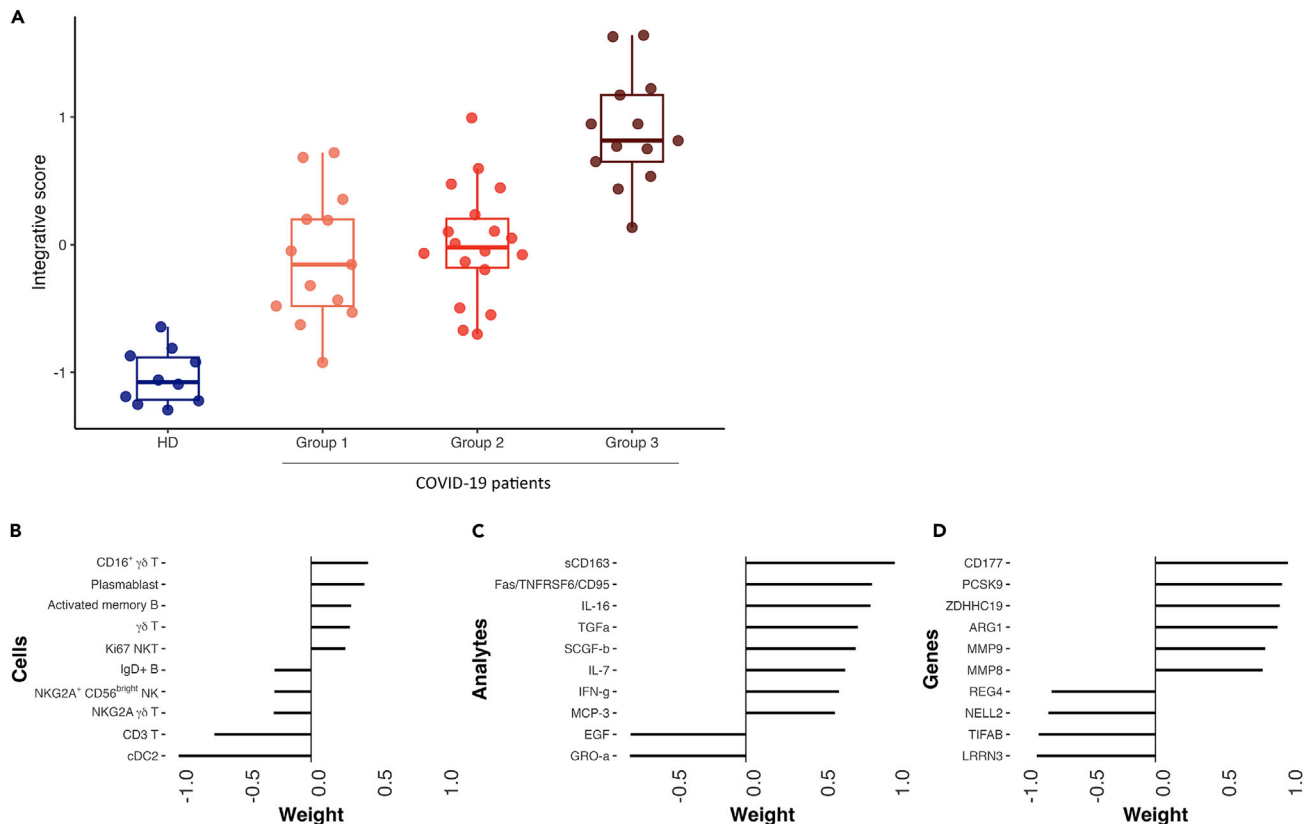 A
Integrative score
1
0
-1
HD
Group 1
Group 2
Group 3
COVID-19 patients
B
Cells
CD16⁺ γδ T
Plasmablast
Activated memory B
γδ T
Ki67 NKT
IgD+ B
NKG2A⁺ CD56ᵇʳⁱᵍʰᵗ NK
NKG2A γδ T
CD3 T
cDC2
-1.0
-0.5
0.0
0.5
1.0
Weight
C
Analytes
sCD163
Fas/TNFRSF6/CD95
IL-16
TGFa
SCGF-b
IL-7
IFN-g
MCP-3
EGF
GRO-a
-0.5
0.0
0.5
1.0
Weight
D
Genes
CD177
PCSK9
ZDHHC19
ARG1
MMP9
MMP8
REG4
NELL2
TIFAB
LRRN3
-1.0
-0.5
0.0
0.5
1.0
Weight